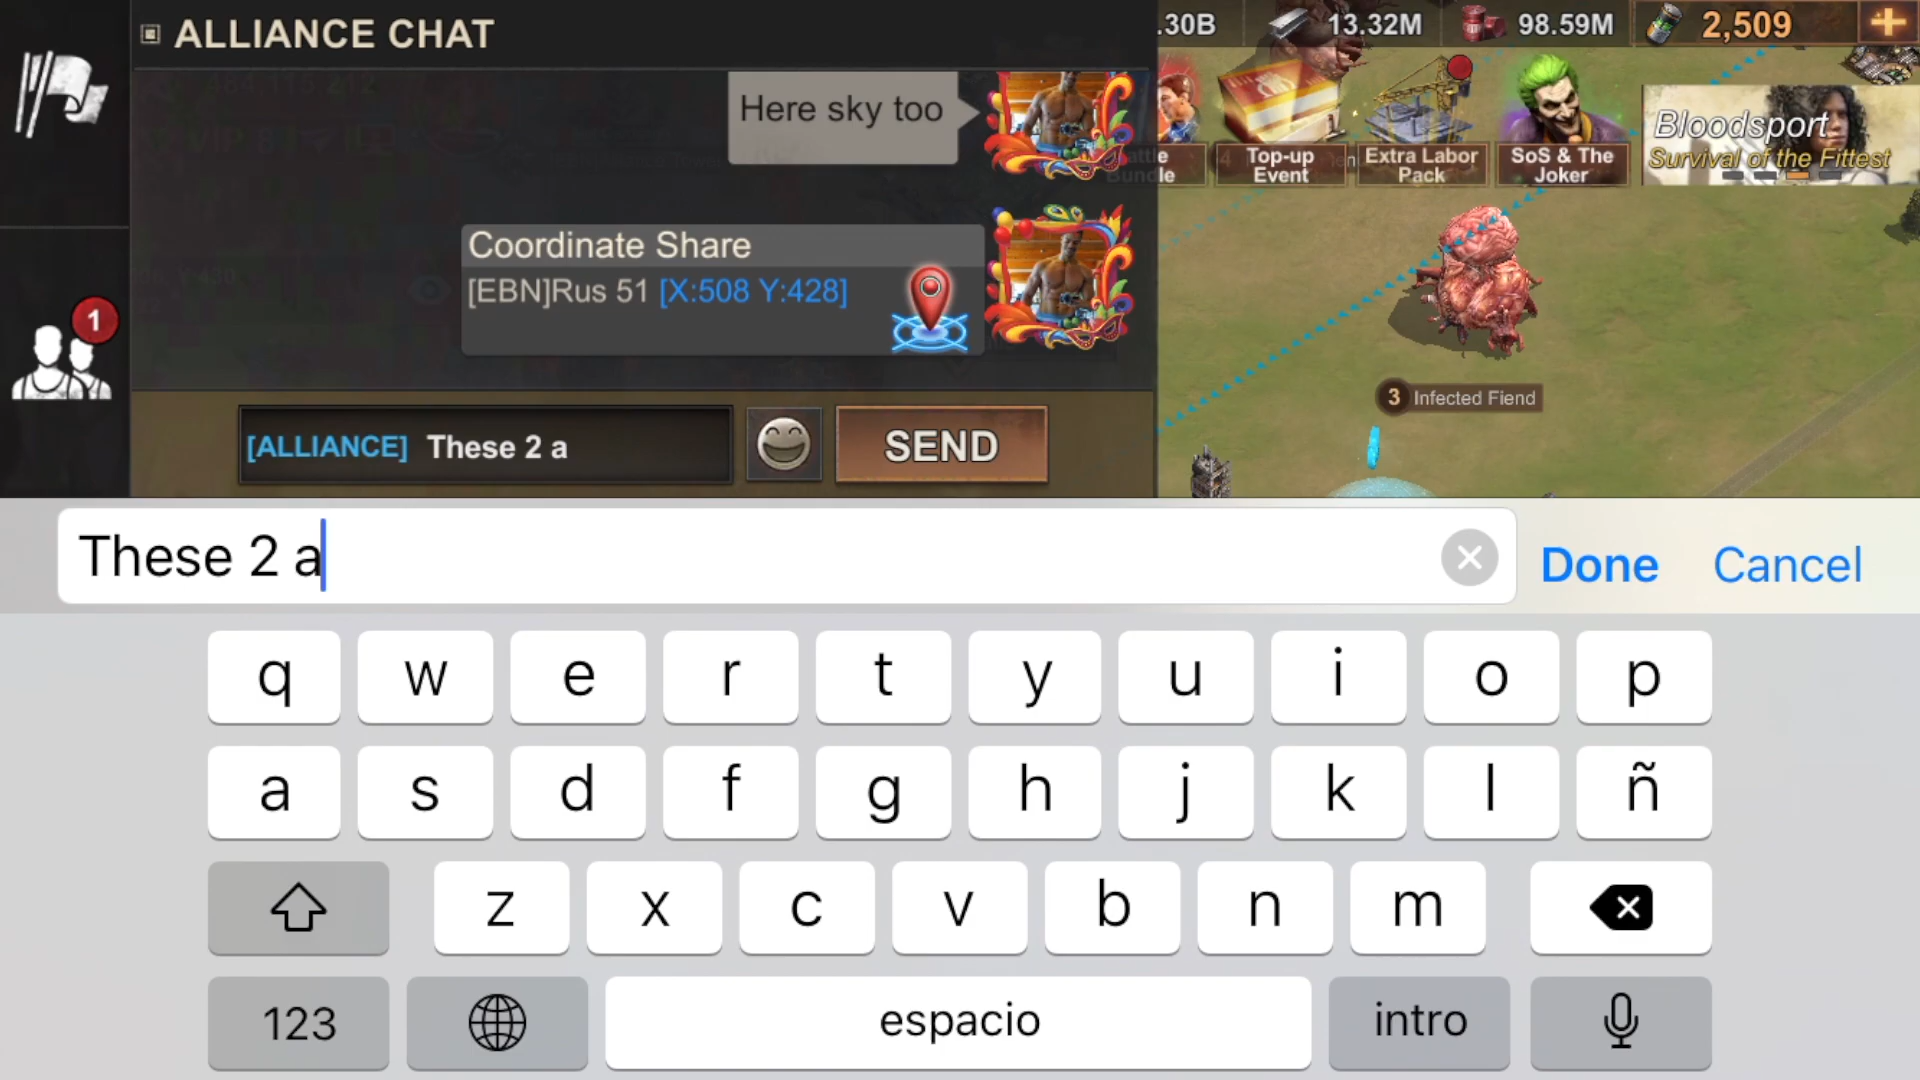 ALLIANCE CHAT
.30B
13.32M
98.59M
2,509
Here sky too
Top-up Event
Extra Labor Pack
SoS & The Joker
Bloodsport
Survival of the Fittest
Coordinate Share
[EBN]Rus 51 [X:508 Y:428]
1
3 Infected Fiend
[ALLIANCE] These 2 a
SEND
These 2 a
Done
Cancel
q w e r t y u i o p
a s d f g h j k l ñ
z x c v b n m
123
espacio
intro